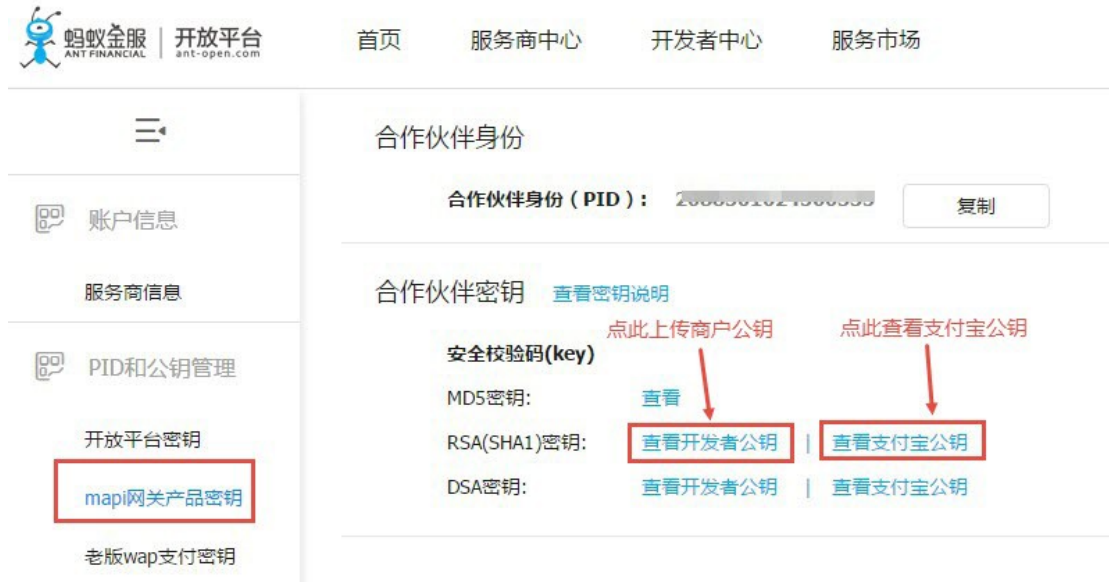 蚂蚁金服 开放平台
ANT FINANCIAL ant-open.com
首页 服务商中心 开发者中心 服务市场
合作伙伴身份
合作伙伴身份（PID）: 复制
账户信息
服务商信息
合作伙伴密钥 查看密钥说明
点此上传商户公钥 点此查看支付宝公钥
安全校验码(key)
PID和公钥管理
MD5密钥: 查看
开放平台密钥
RSA(SHA1)密钥: 查看开发者公钥 | 查看支付宝公钥
mapi网关产品密钥
DSA密钥: 查看开发者公钥 | 查看支付宝公钥
老版wap支付密钥